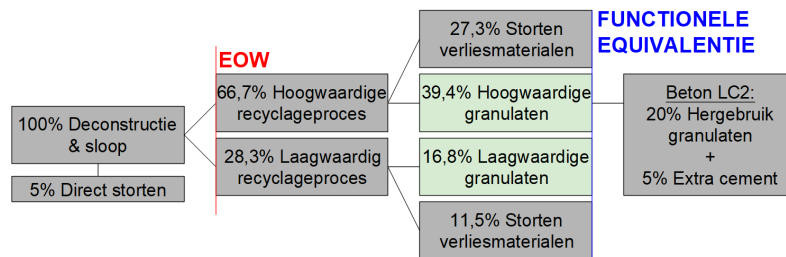 27,3% Storten
verliesmaterialen
FUNCTIONELE
EQUIVALENTIE
EOW
66,7% Hoogwaardige
recyclageproces
39,4% Hoogwaardige
granulaten
Beton LC2:
20% Hergebruik
granulaten
+
5% Extra cement
100% Deconstructie
& sloop
5% Direct storten
28,3% Laagwaardig
recyclageproces
16,8% Laagwaardige
granulaten
11,5% Storten
verliesmaterialen